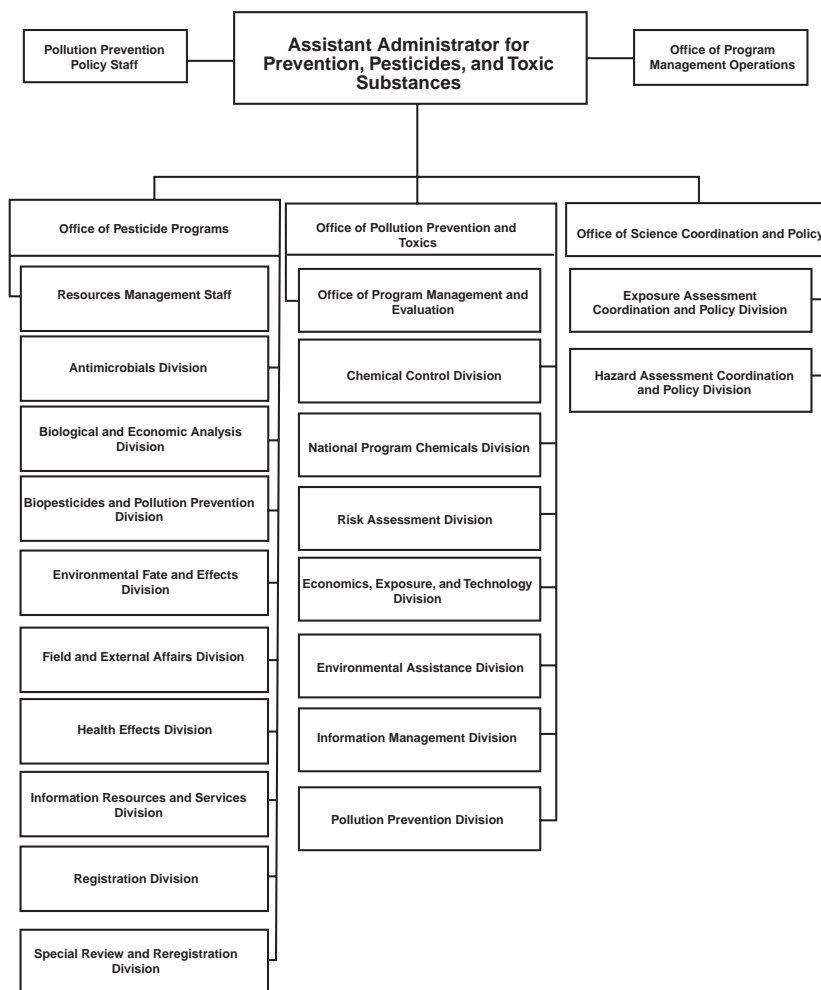 Pollution Prevention
Policy Staff
Assistant Administrator for
Prevention, Pesticides, and Toxic
Substances
Office of Program
Management Operations
Office of Pesticide Programs
Resources Management Staff
Antimicrobials Division
Biological and Economic Analysis
Division
Biopesticides and Pollution Prevention
Division
Environmental Fate and Effects
Division
Field and External Affairs Division
Health Effects Division
Information Resources and Services
Division
Registration Division
Special Review and Reregistration
Division
Office of Pollution Prevention and
Toxics
Office of Program Management and
Evaluation
Chemical Control Division
National Program Chemicals Division
Risk Assessment Division
Economics, Exposure, and Technology
Division
Environmental Assistance Division
Information Management Division
Pollution Prevention Division
Office of Science Coordination and Policy
Exposure Assessment
Coordination and Policy Division
Hazard Assessment Coordination
and Policy Division